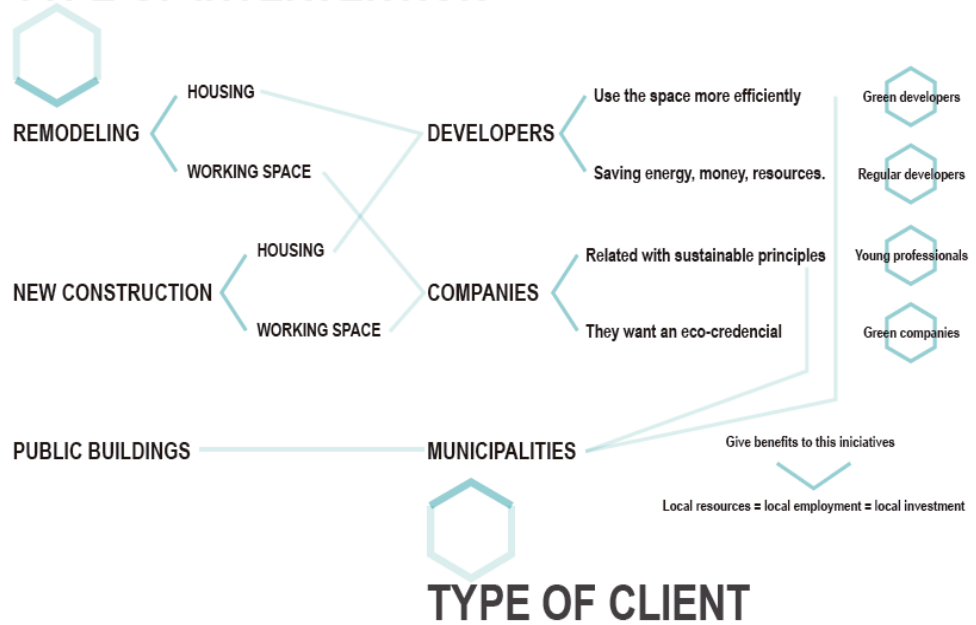 HOUSING
REMODELING
WORKING SPACE
HOUSING
NEW CONSTRUCTION
WORKING SPACE
PUBLIC BUILDINGS
DEVELOPERS
Use the space more efficiently
Saving energy, money, resources.
COMPANIES
Related with sustainable principles
They want an eco-credencial
MUNICIPALITIES
Green developers
Regular developers
Young professionals
Green companies
Give benefits to this iniciatives
Local resources = local employment = local investment
TYPE OF CLIENT